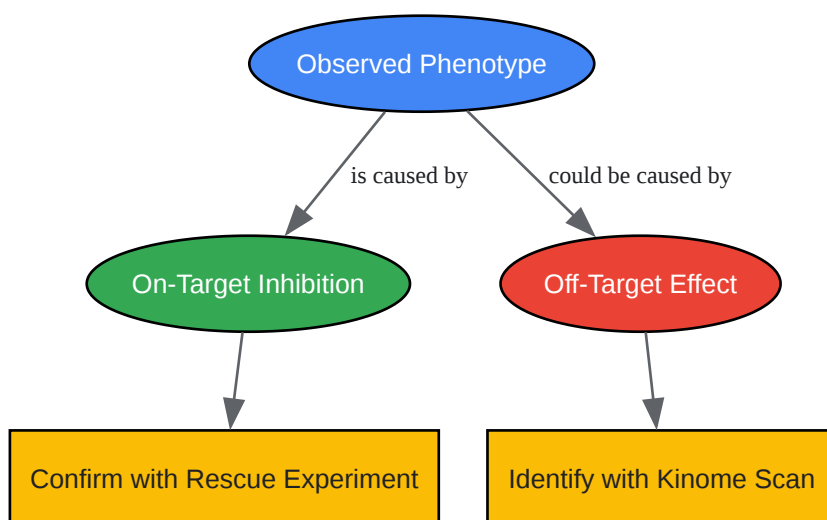 Observed Phenotype
is caused by
could be caused by
On-Target Inhibition
Off-Target Effect
Confirm with Rescue Experiment
Identify with Kinome Scan